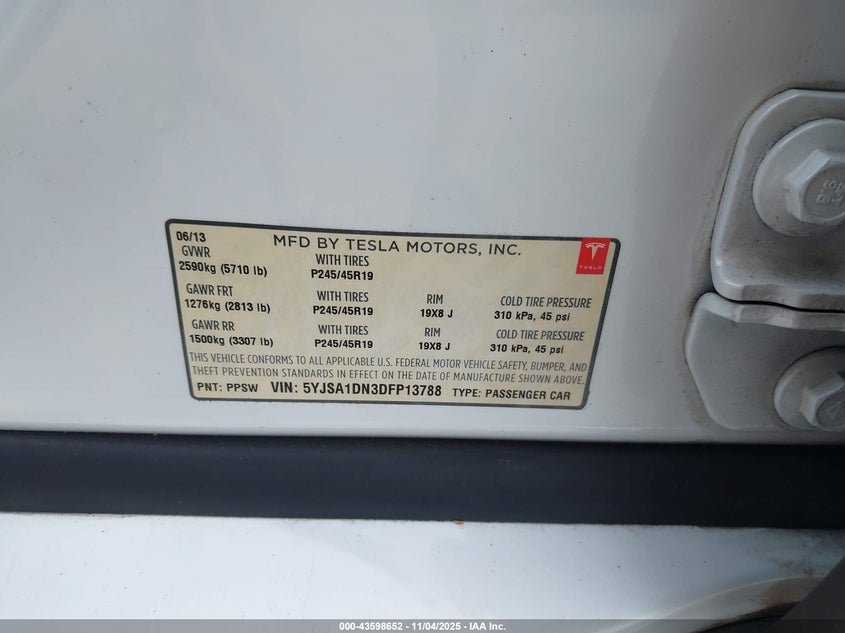 06/13 MFD BY TESLA MOTORS, INC.
GVWR WITH TIRES
2590kg (5710 lb) P245/45R19
TESLA
GAWR FRT WITH TIRES RIM COLD TIRE PRESSURE
1276kg (2813 lb) P245/45R19 19X8 J 310 kPa, 45 psi
GAWR RR WITH TIRES RIM COLD TIRE PRESSURE
1500kg (3307 lb) P245/45R19 19X8 J 310 kPa, 45 psi
THIS VEHICLE CONFORMS TO ALL APPLICABLE U.S. FEDERAL MOTOR VEHICLE SAFETY, BUMPER, AND
THEFT PREVENTION STANDARDS IN EFFECT ON THE DATE OF MANUFACTURE SHOWN ABOVE.
PNT: PPSW VIN: 5YJSA1DN3DFP13788 TYPE: PASSENGER CAR
000-43598652 - 11/04/2025 - IAA Inc.